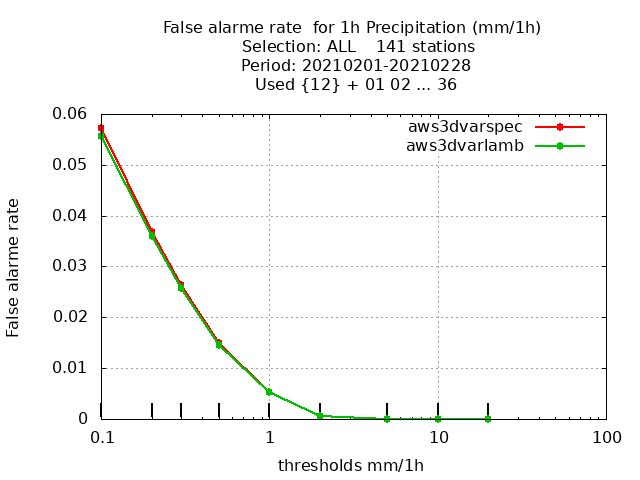 False alarme rate  for 1h Precipitation (mm/1h)
Selection: ALL    141 stations
Period: 20210201-20210228
Used {12} + 01 02 ... 36
aws3dvarspec
aws3dvarlamb
False alarme rate
0.06
0.05
0.04
0.03
0.02
0.01
0
0.1 1 10 100
thresholds mm/1h